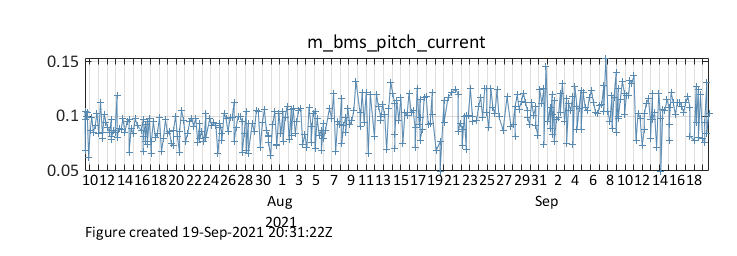 m_bms_pitch_current
0.15
0.1
0.05
10 12 14 16 18 20 22 24 26 28 30 1 3 5 7 9 11 13 15 17 19 21 23 25 27 29 31 2 4 6 8 10 12 14 16 18
Aug Sep
2021
Figure created 19-Sep-2021 20:31:22Z